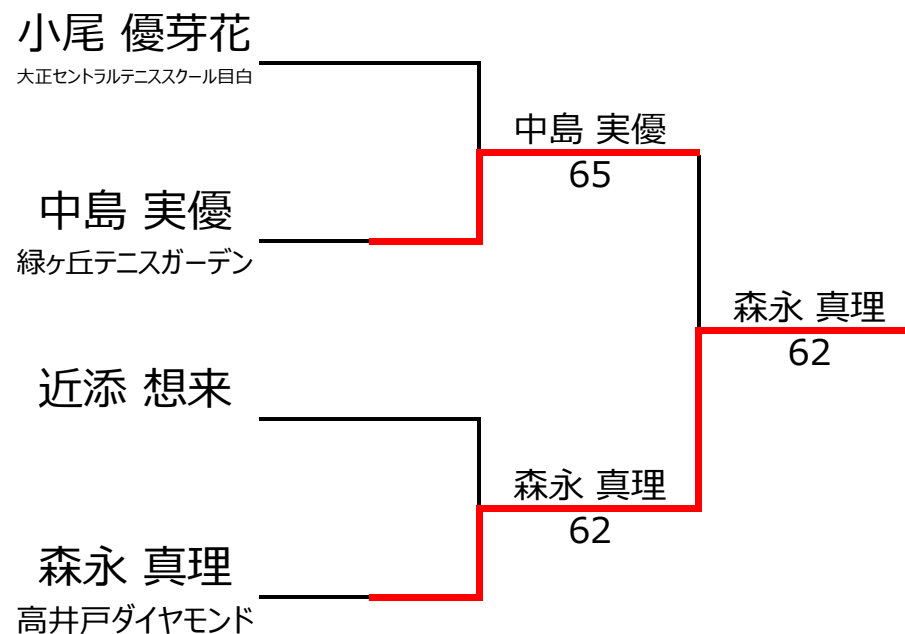 小尾 優芽花
大正セントラルテニススクール目白
中島 実優
65
中島 実優
緑ヶ丘テニスガーデン
森永 真理
62
近添 想来
森永 真理
62
森永 真理
高井戸ダイヤモンド